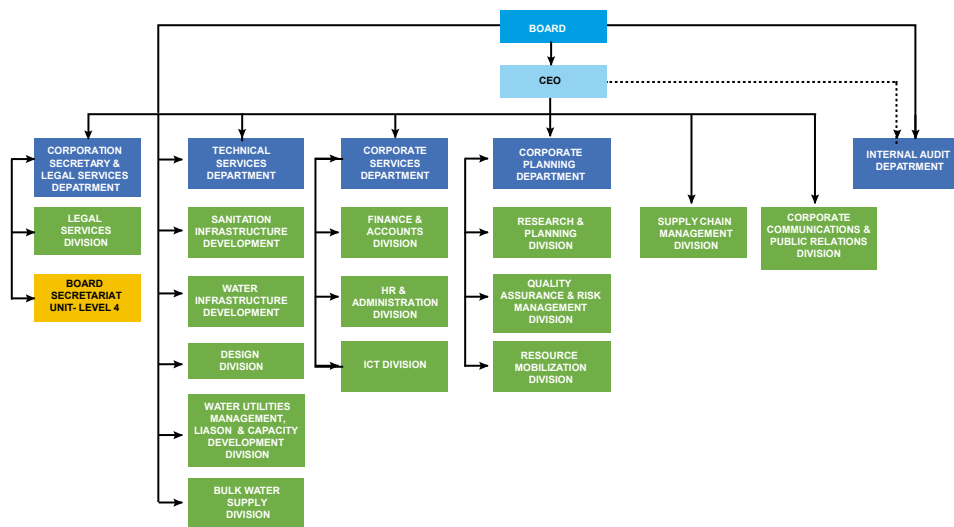 BOARD
CEO
CORPORATION
SECRETARY &
LEGAL SERVICES
DEPATRMENT
TECHNICAL
SERVICES
DEPARTMENT
CORPORATE
SERVICES
DEPARTMENT
CORPORATE
PLANNING
DEPARTMENT
INTERNAL AUDIT
DEPATRMENT
LEGAL
SERVICES
DIVISION
SANITATION
INFRASTRUCTURE
DEVELOPMENT
FINANCE &
ACCOUNTS
DIVISION
RESEARCH &
PLANNING
DIVISION
SUPPLY CHAIN
MANAGEMENT
DIVISION
CORPORATE
COMMUNICATIONS &
PUBLIC RELATIONS
DIVISION
BOARD
SECRETARIAT
UNIT- LEVEL 4
WATER
INFRASTRUCTURE
DEVELOPMENT
HR &
ADMINISTRATION
DIVISION
QUALITY
ASSURANCE & RISK
MANAGEMENT
DIVISION
DESIGN
DIVISION
ICT DIVISION
RESOURCE
MOBILIZATION
DIVISION
WATER UTILITIES
MANAGEMENT,
LIASON & CAPACITY
DEVELOPMENT
DIVISION
BULK WATER
SUPPLY
DIVISION